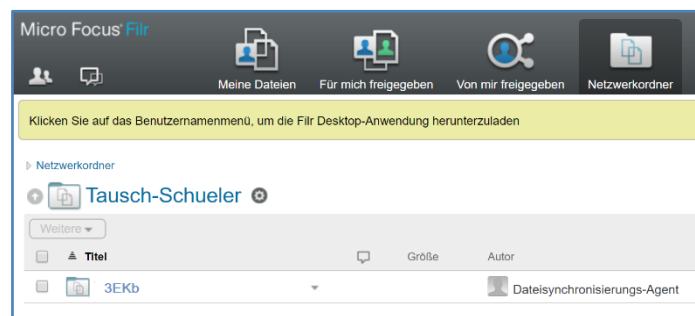 Micro Focus Filr
Meine Dateien Für mich freigegeben Von mir freigegeben Netzwerkordner
Klicken Sie auf das Benutzernamenmenü, um die Filr Desktop-Anwendung herunterzuladen
Netzwerkordner
Tausch-Schueler
Weitere
Titel Größe Autor
3EKb Dateisynchronisierungs-Agent